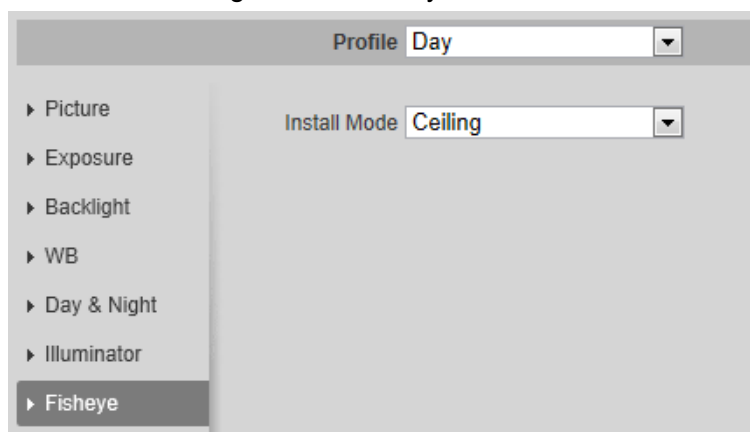 Profile Day
Picture
Install Mode Ceiling
Exposure
Backlight
WB
Day & Night
Illuminator
Fisheye